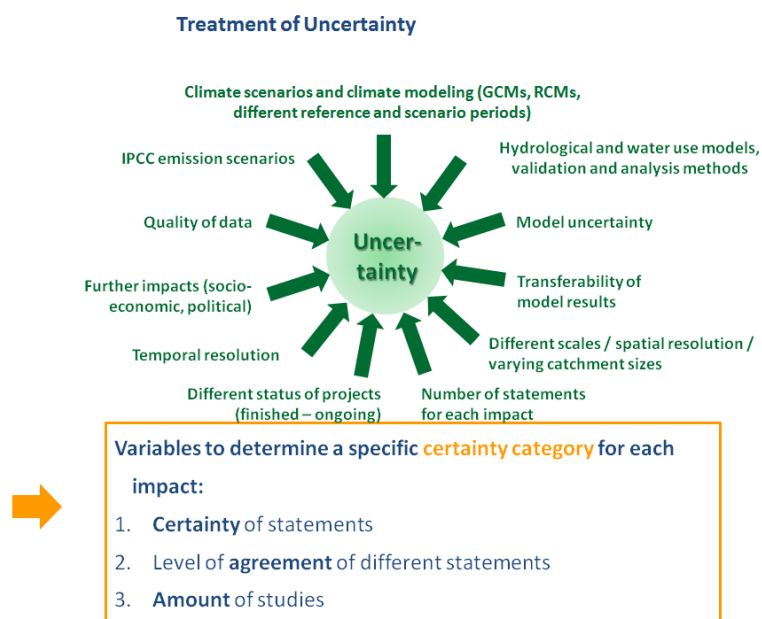 Treatment of Uncertainty
Climate scenarios and climate modeling (GCMs, RCMs,
different reference and scenario periods)
IPCC emission scenarios
Hydrological and water use models,
validation and analysis methods
Quality of data
Uncer-
tainty
Model uncertainty
Further impacts (socio-
economic, political)
Transferability of
model results
Temporal resolution
Different scales / spatial resolution /
varying catchment sizes
Different status of projects
(finished – ongoing)
Number of statements
for each impact
Variables to determine a specific certainty category for each
impact:
1. Certainty of statements
2. Level of agreement of different statements
3. Amount of studies